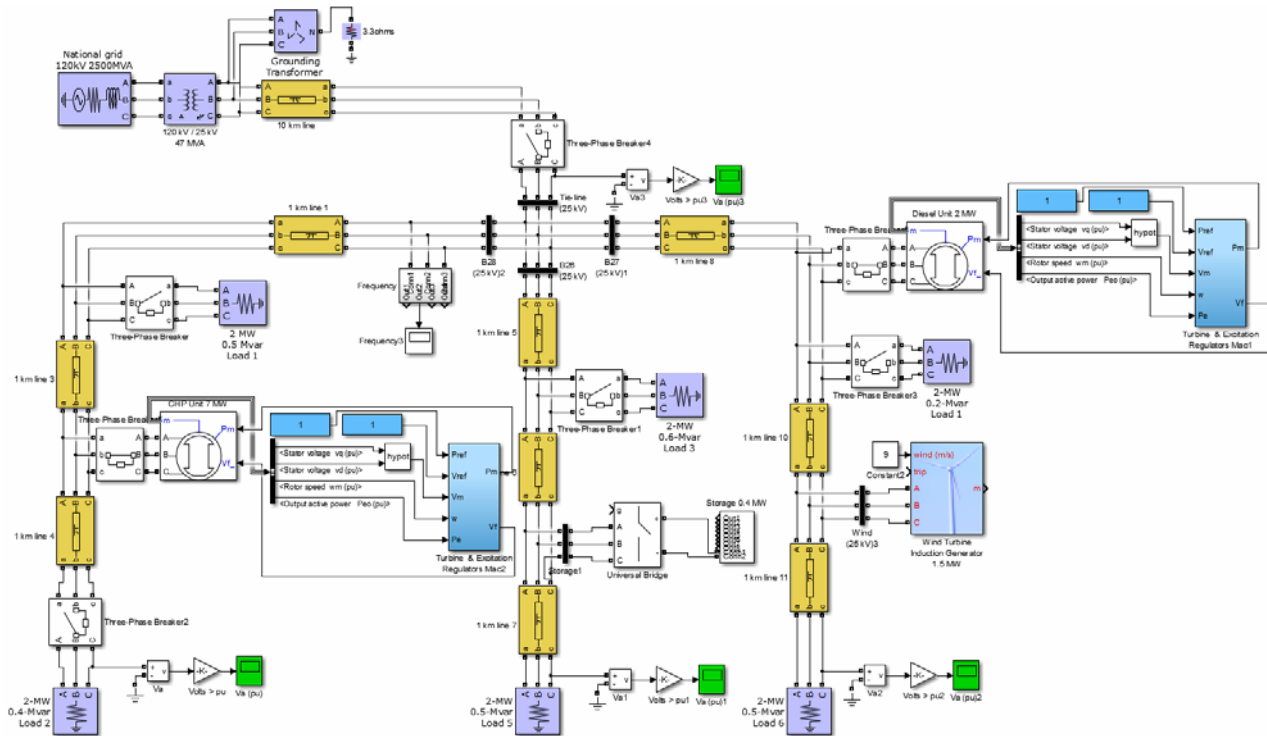 National grid
120kV 2500MVA
Grounding
Transformer
3.3ohms
120 kV / 25 kV
47 MVA
10 km line
Three-Phase Breaker4
Tie-line
(25 kV)
Va3
Volts > pu3
Va (pu)3
1 km line 1
B28
(25 kV)2
B27
(25 kV)1
1 km line 8
B26
(25 kV)
Frequency
Frequency3
Three-Phase Breaker
2 MW
0.5 Mvar
Load 1
1 km line 3
1 km line 5
Three-Phase Breaker1
2-MW
0.6-Mvar
Load 3
Diesel Unit 2 MW
m
Pm
Vf_
1
1
<Stator voltage vq (pu)>
<Stator voltage vd (pu)>
<Rotor speed wm (pu)>
<Output active power Peo (pu)>
hypot
Pref
Vref
Vm
w
Pe
Pm
Vf
Turbine & Excitation
Regulators Mac1
Three-Phase Breaker3
2-MW
0.2-Mvar
Load 1
1 km line 10
CHP Unit 7 MW
m
Pm
Vf_
1
1
<Stator voltage vq (pu)>
<Stator voltage vd (pu)>
<Rotor speed wm (pu)>
<Output active power Peo (pu)>
hypot
Pref
Vref
Vm
w
Pe
Pm
Vf
Turbine & Excitation
Regulators Mac2
1 km line 4
Storage1
Universal Bridge
g
Storage 0.4 MW
9
Constant2
wind (m/s)
trip
A
B
C
m
Wind
(25 kV)3
Wind Turbine
Induction Generator
1.5 MW
1 km line 11
1 km line 7
Three-Phase Breaker2
2-MW
0.4-Mvar
Load 2
Va
Volts > pu
Va (pu)
2-MW
0.5-Mvar
Load 5
Va1
Volts > pu1
Va (pu)1
2-MW
0.5-Mvar
Load 6
Va2
Volts > pu2
Va (pu)2